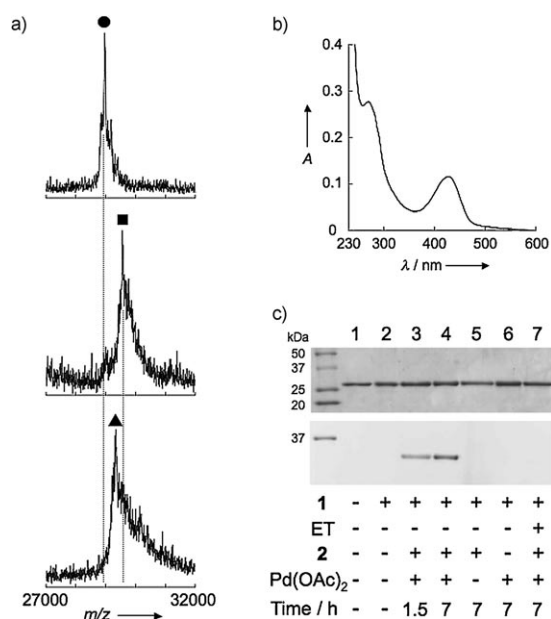 a)
27000
m/z
32000
b)
0.4
0.3
0.2
0.1
0
A
230
300
400
500
600
λ / nm
c)
kDa
1 2 3 4 5 6 7
50
37
25
20
37
1 - + + + + + +
ET - - - - - - +
2 - - + + + - +
Pd(OAc)2 - - + + - + +
Time / h - - 1.5 7 7 7 7